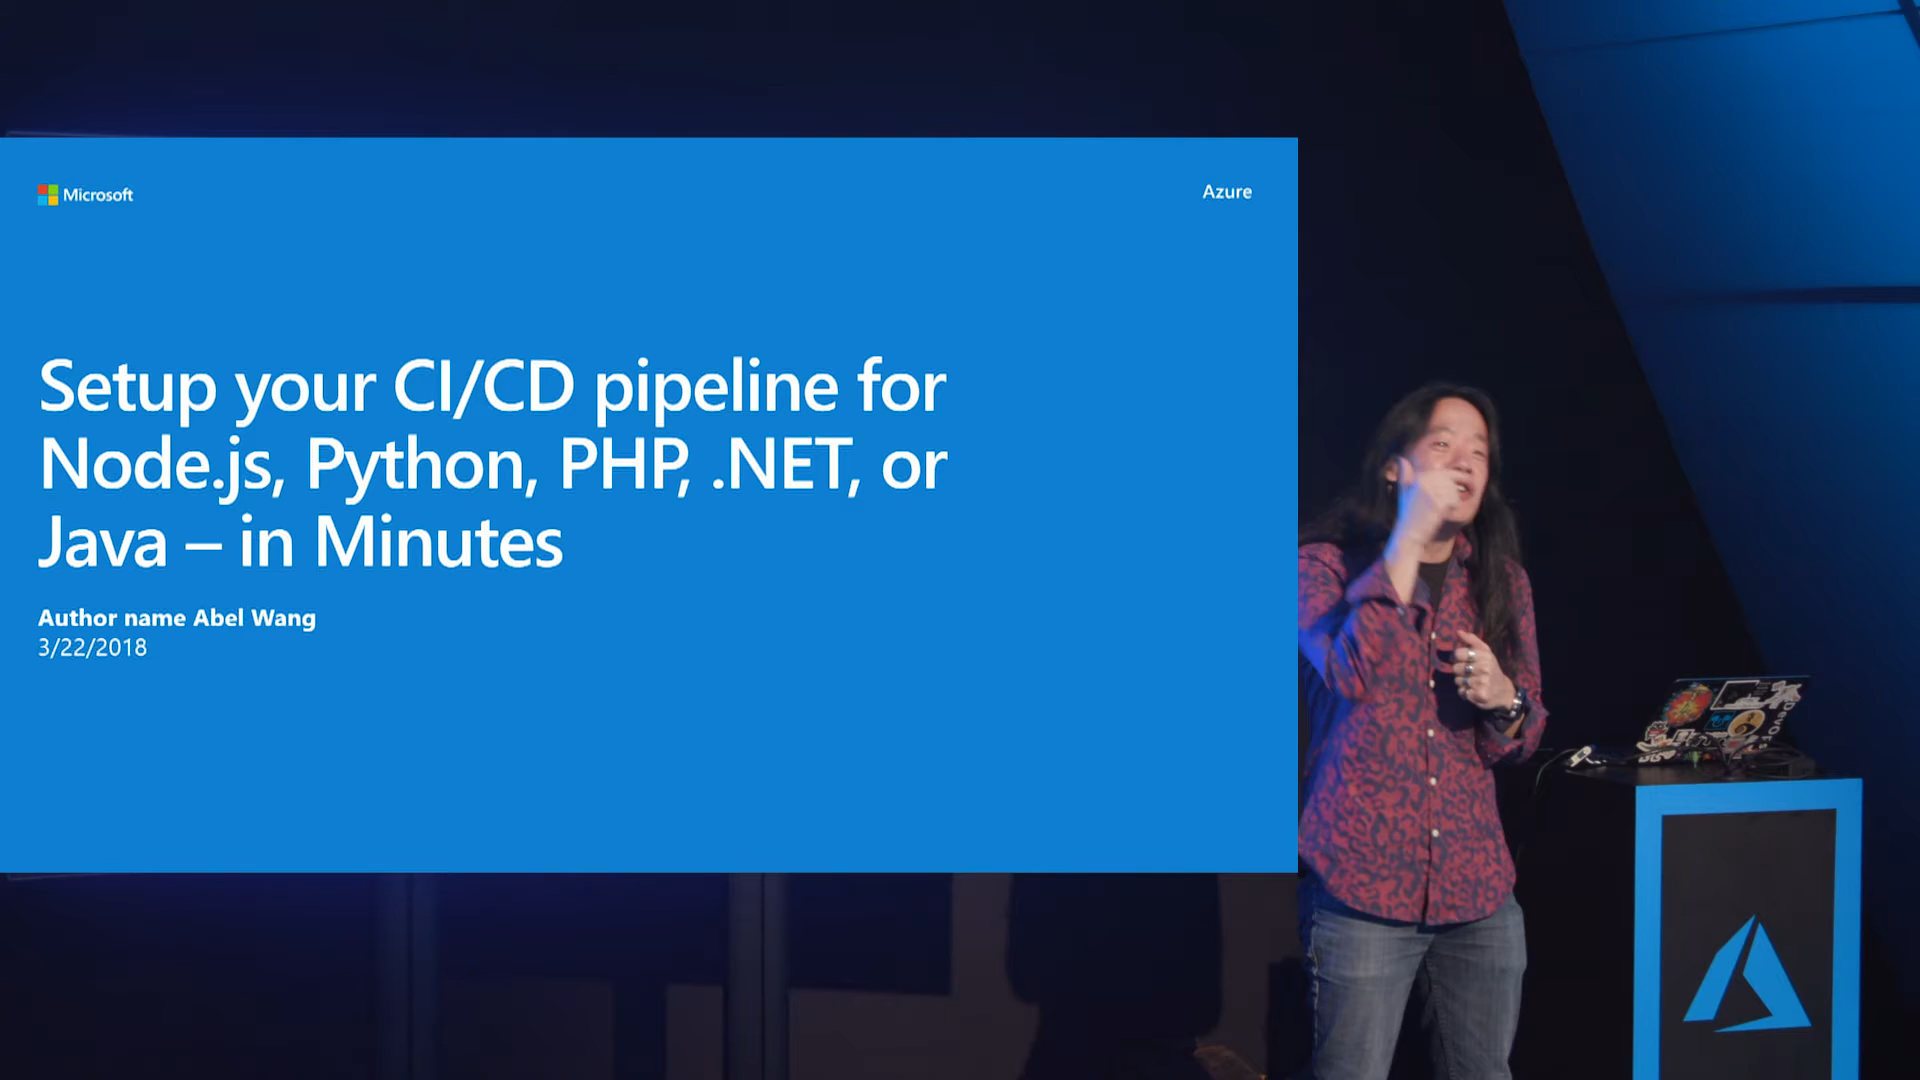 Microsoft
Azure
Setup your CI/CD pipeline for
Node.js, Python, PHP, .NET, or
Java – in Minutes
Author name Abel Wang
3/22/2018
DevOps